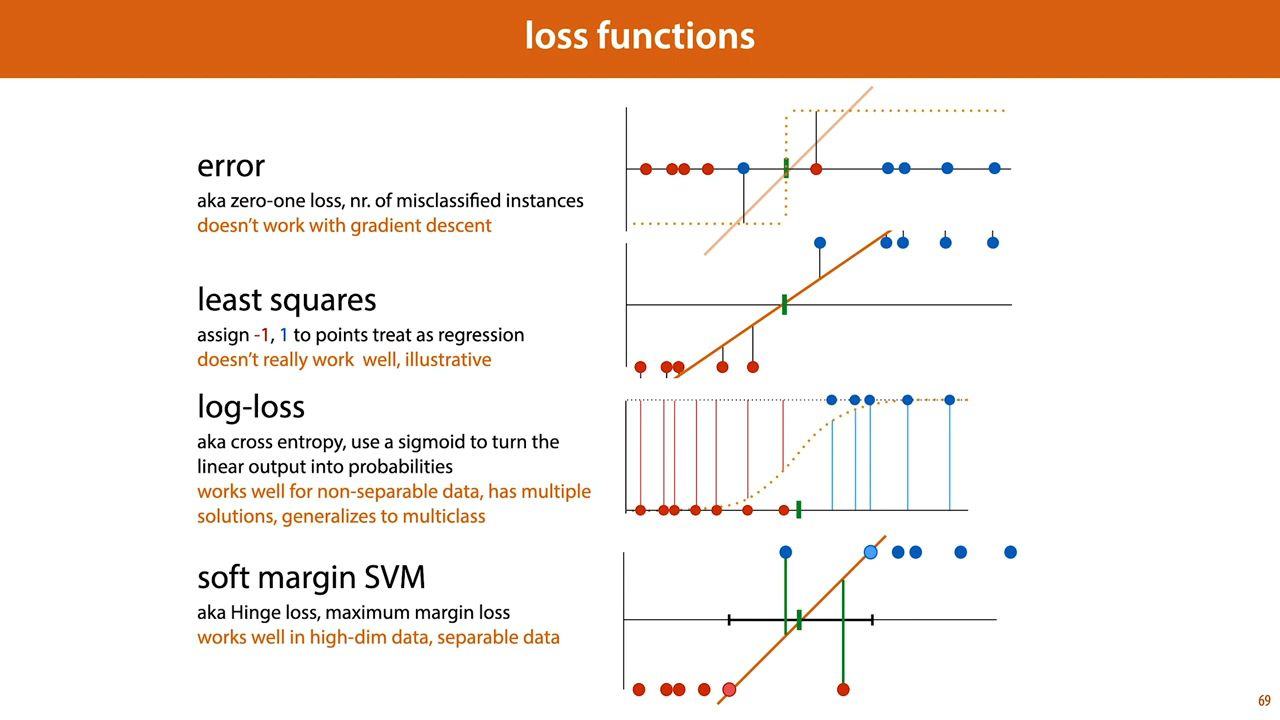 loss functions
error
aka zero-one loss, nr. of misclassified instances
doesn't work with gradient descent
least squares
assign -1, 1 to points treat as regression
doesn't really work well, illustrative
log-loss
aka cross entropy, use a sigmoid to turn the
linear output into probabilities
works well for non-separable data, has multiple
solutions, generalizes to multiclass
soft margin SVM
aka Hinge loss, maximum margin loss
works well in high-dim data, separable data
69